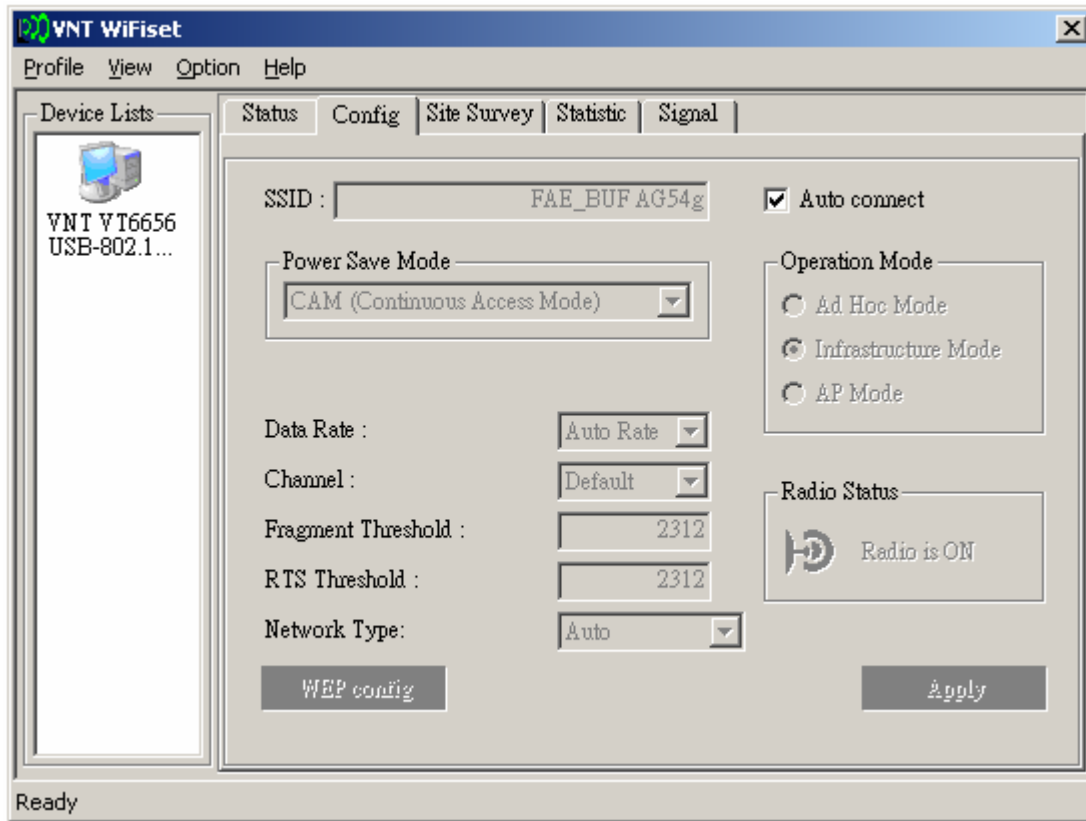 VNT WiFiset
Profile View Option Help
Device Lists
VNT VT6656
USB-802.1...
Status Config Site Survey Statistic Signal
SSID : FAE_BUF AG54g
Auto connect
Power Save Mode
CAM (Continuous Access Mode)
Operation Mode
Ad Hoc Mode
Infrastructure Mode
AP Mode
Data Rate : Auto Rate
Channel : Default
Fragment Threshold : 2312
RTS Threshold : 2312
Network Type: Auto
Radio Status
Radio is ON
WEP config
Apply
Ready